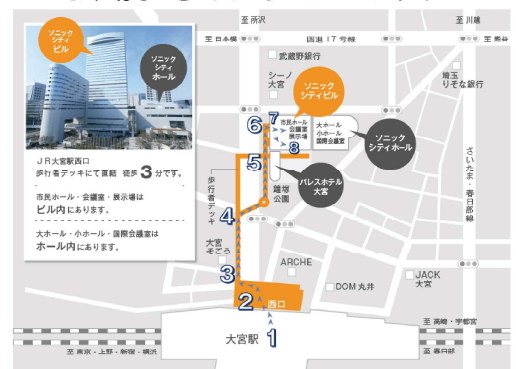 至 所沢
至 川越
至 日本橋
国道 17 号線
至 熊谷
ソニック
シティ
ビル
ソニック
シティ
ホール
武蔵野銀行
シーノ
大宮
ソニック
シティビル
埼玉
りそな銀行
6
7
市民ホール
会議室
展示場
8
大ホール
小ホール
国際会議室
ソニック
シティホール
JR大宮駅西口
歩行者デッキにて直結 徒歩 3 分です。
市民ホール・会議室・展示場は
ビル内にあります。
大ホール・小ホール・国際会議室は
ホール内にあります。
5
パレスホテル
大宮
鐘塚
公園
歩行者デッキ
さいたま・春日部線
4
大宮
そごう
3
ARCHE
JACK
大宮
DOM 丸井
2
西口
大宮駅
1
至 高崎・宇都宮
至 東京・上野・新宿・横浜
至 春日部